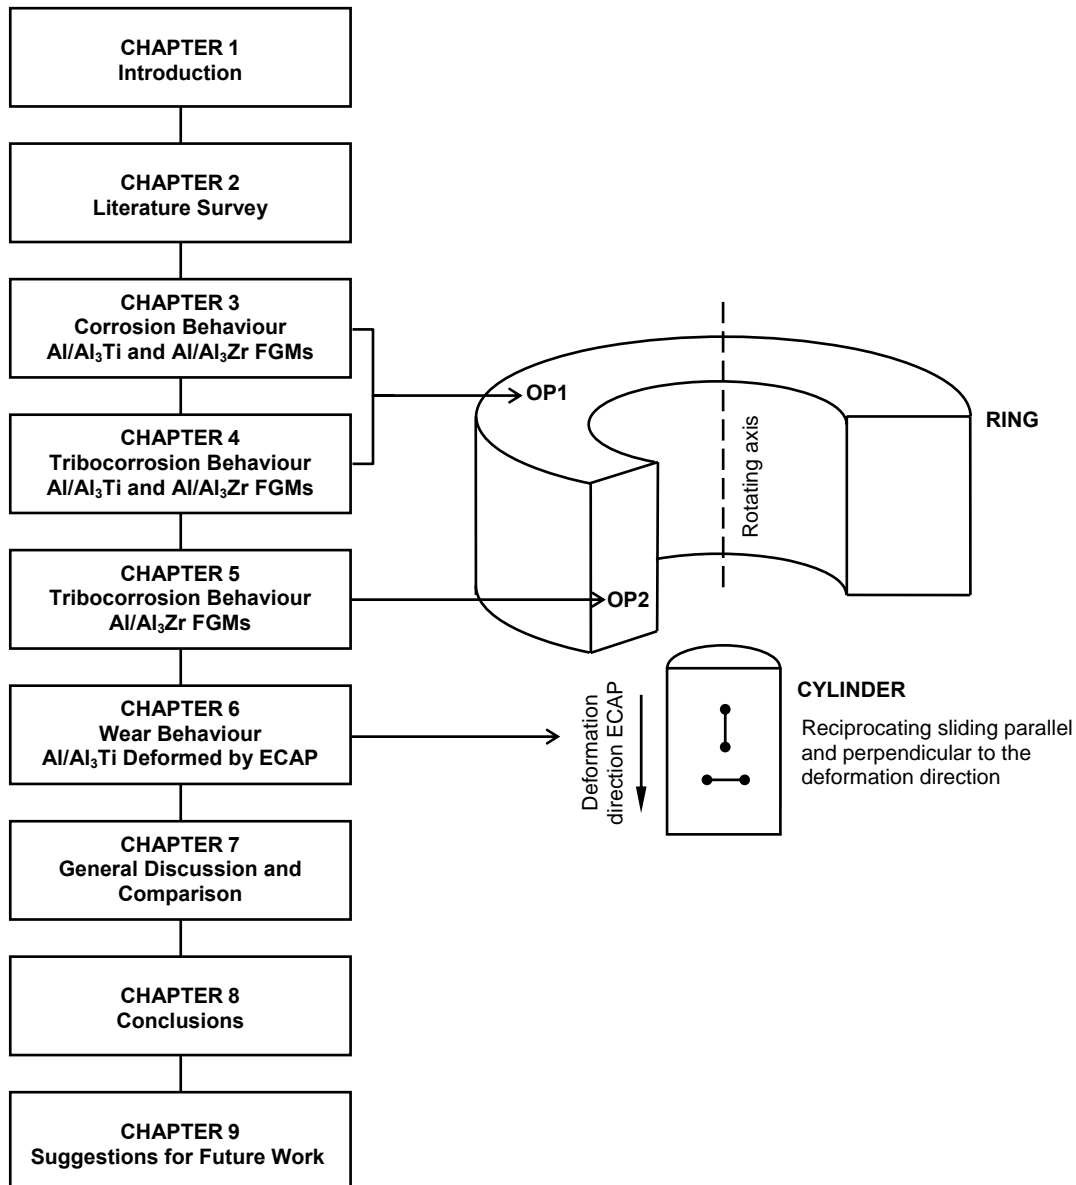 CHAPTER 1
Introduction
CHAPTER 2
Literature Survey
CHAPTER 3
Corrosion Behaviour
Al/Al₃Ti and Al/Al₃Zr FGMs
CHAPTER 4
Tribocorrosion Behaviour
Al/Al₃Ti and Al/Al₃Zr FGMs
CHAPTER 5
Tribocorrosion Behaviour
Al/Al₃Zr FGMs
CHAPTER 6
Wear Behaviour
Al/Al₃Ti Deformed by ECAP
CHAPTER 7
General Discussion and
Comparison
CHAPTER 8
Conclusions
CHAPTER 9
Suggestions for Future Work
OP1
RING
Rotating axis
OP2
CYLINDER
Reciprocating sliding parallel
and perpendicular to the
deformation direction
Deformation
direction ECAP